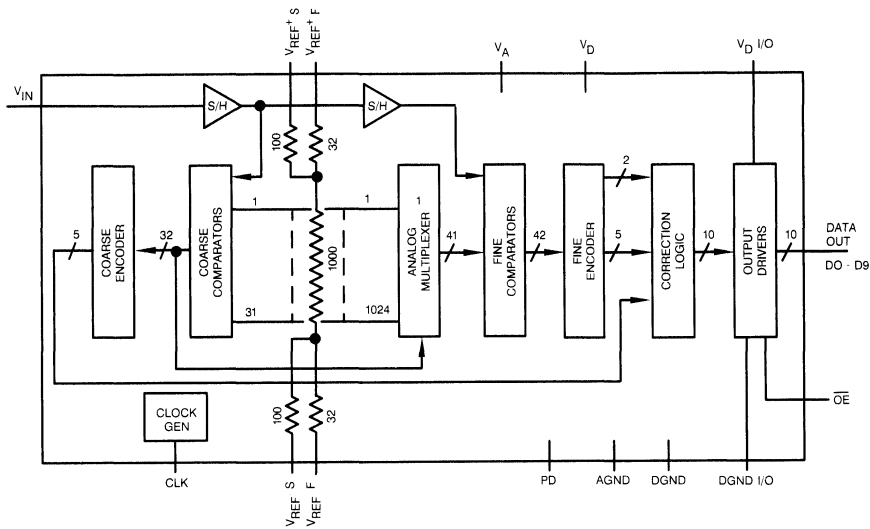 VREF+ S
VREF+ F
VA
VD
VD I/O
VIN
S/H
S/H
100
32
1
1
1
2
5
COARSE
ENCODER
32
COARSE
COMPARATORS
1000
ANALOG
MULTIPLEXER
41
FINE
COMPARATORS
42
FINE
ENCODER
5
CORRECTION
LOGIC
10
OUTPUT
DRIVERS
10
DATA
OUT
DO - D9
31
1024
CLOCK
GEN
100
32
OE
CLK
VREF S
VREF F
PD
AGND
DGND
DGND I/O